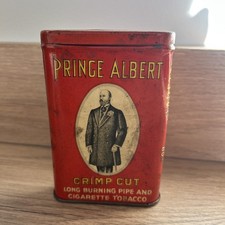 PRINCE ALBERT
CRIMP CUT
LONG BURNING PIPE AND
CIGARETTE TOBACCO